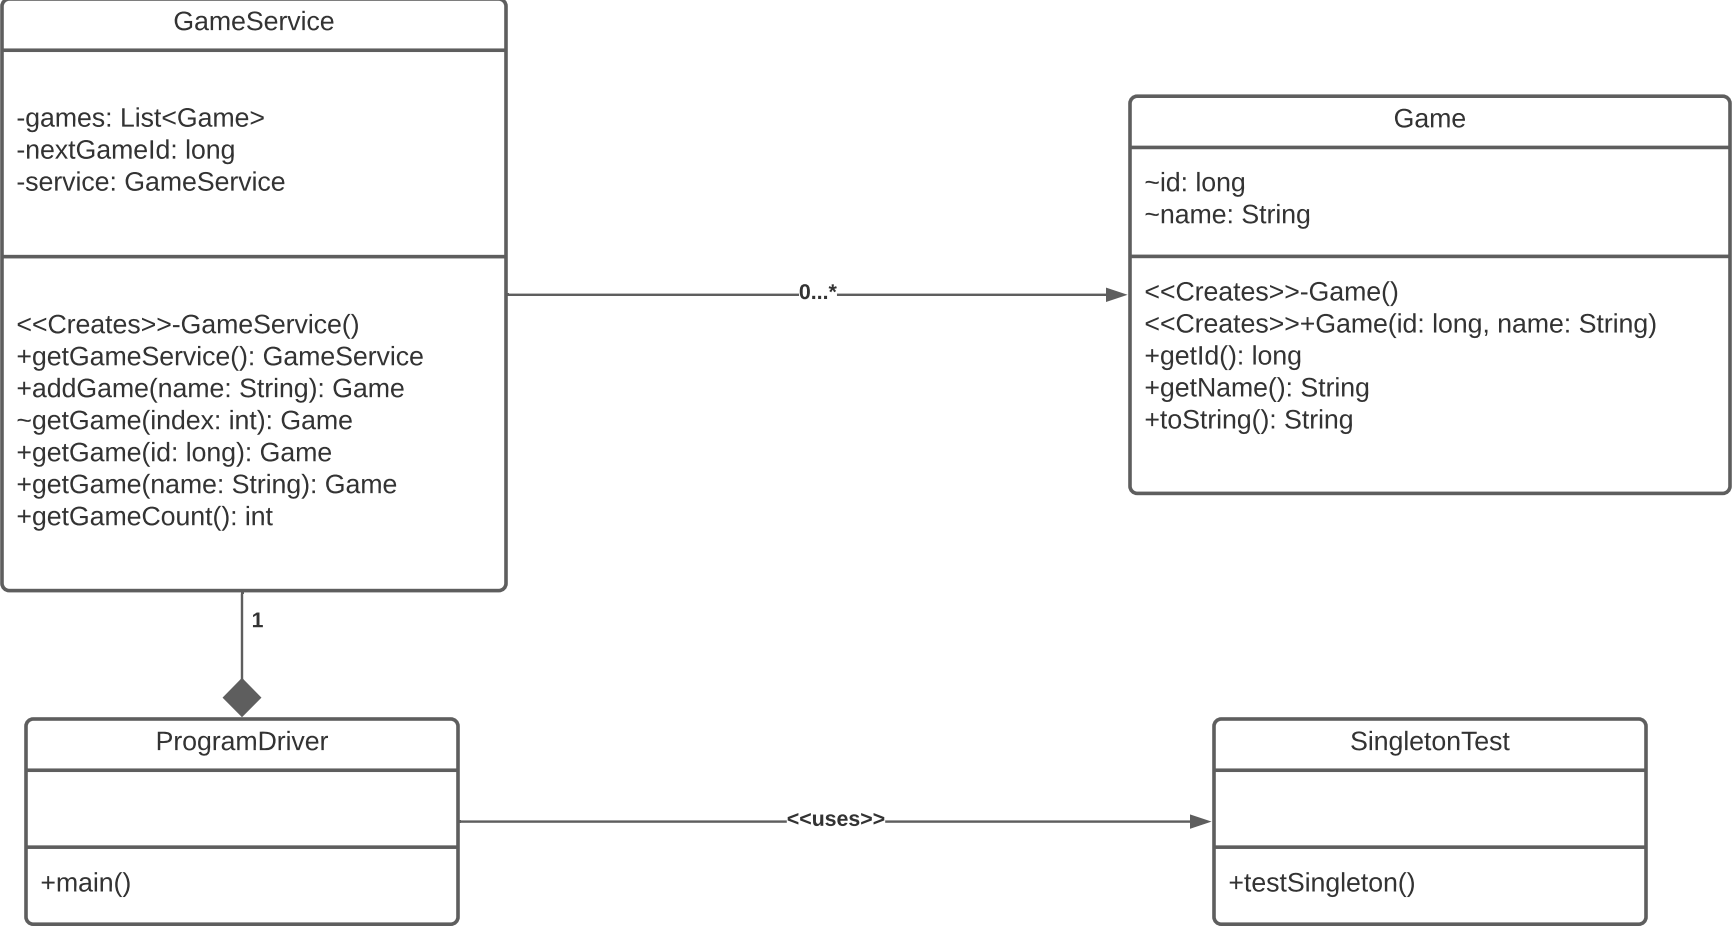 GameService
-games: List<Game>
-nextGameId: long
-service: GameService
<<Creates>>-GameService()
+getGameService(): GameService
+addGame(name: String): Game
~getGame(index: int): Game
+getGame(id: long): Game
+getGame(name: String): Game
+getGameCount(): int
0...*
Game
~id: long
~name: String
<<Creates>>-Game()
<<Creates>>+Game(id: long, name: String)
+getId(): long
+getName(): String
+toString(): String
1
ProgramDriver
+main()
<<uses>>
SingletonTest
+testSingleton()